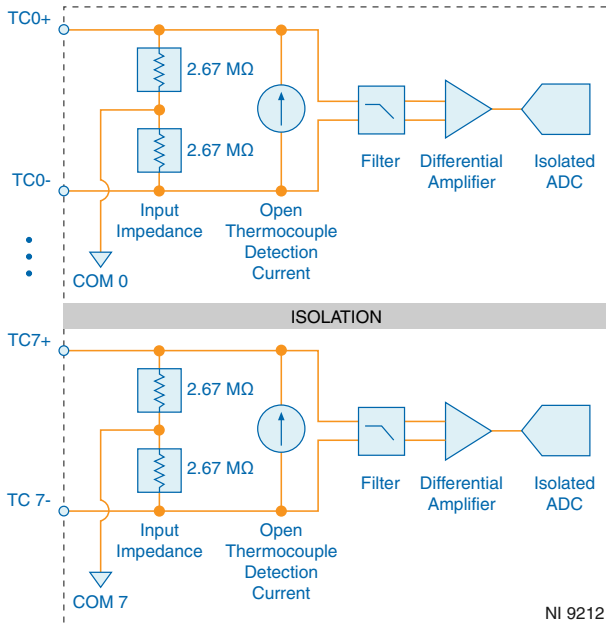 TC0+
2.67 MΩ
2.67 MΩ
TC0-
Input
Impedance
Open
Thermocouple
Detection
Current
Filter
Differential
Amplifier
Isolated
ADC
COM 0
ISOLATION
TC7+
2.67 MΩ
2.67 MΩ
TC 7-
Input
Impedance
Open
Thermocouple
Detection
Current
Filter
Differential
Amplifier
Isolated
ADC
COM 7
NI 9212